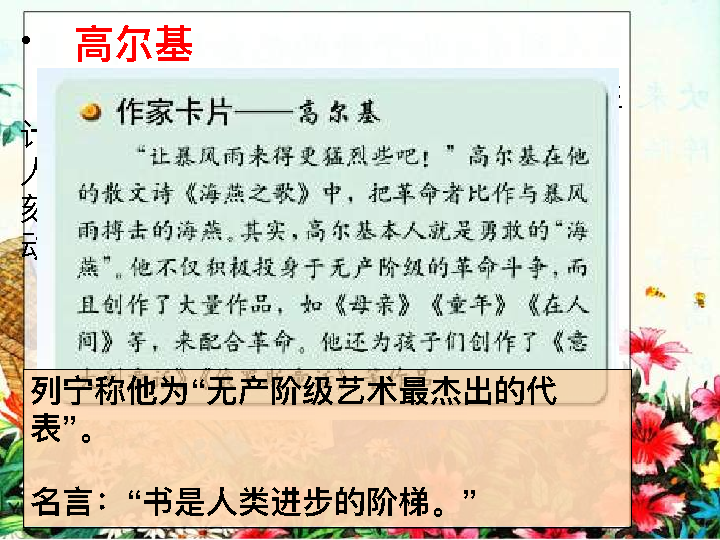 • 高尔基
作家卡片——高尔基
“让暴风雨来得更猛烈些吧！”高尔基在他
的散文诗《海燕之歌》中，把革命者比作与暴风
雨搏击的海燕。其实，高尔基本人就是勇敢的“海
燕”。他不仅积极投身于无产阶级的革命斗争，而
且创作了大量作品，如《母亲》《童年》《在人
间》等，来配合革命。他还为孩子们创作了《意
列宁称他为“无产阶级艺术最杰出的代
表”。
名言：“书是人类进步的阶梯。”